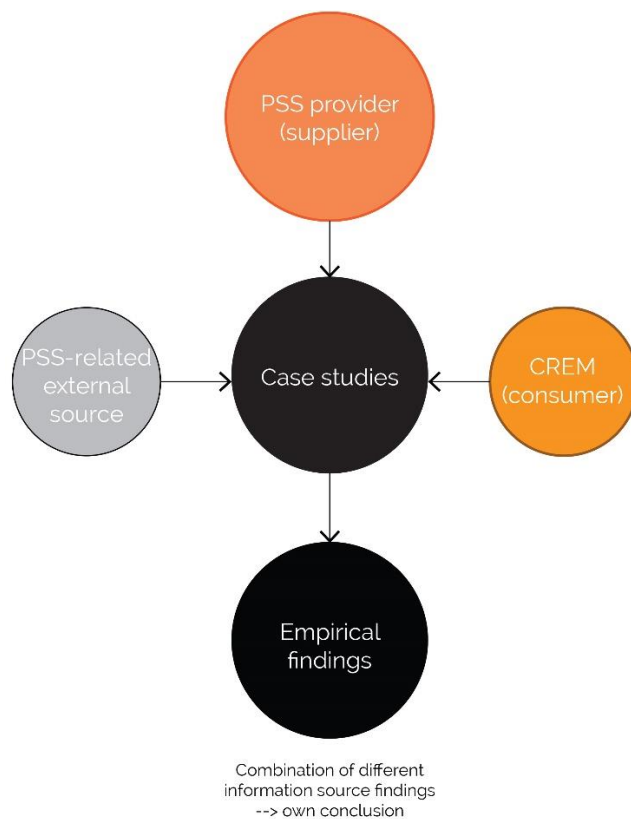 PSS provider
(supplier)
PSS-related
external
source
Case studies
CREM
(consumer)
Empirical
findings
Combination of different
information source findings
--> own conclusion